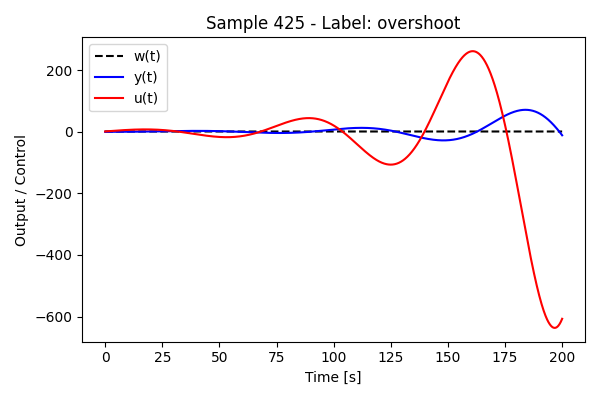 Sample 425 - Label: overshoot
w(t)
y(t)
u(t)
Output / Control
200
0
−200
−400
−600
0 25 50 75 100 125 150 175 200
Time [s]